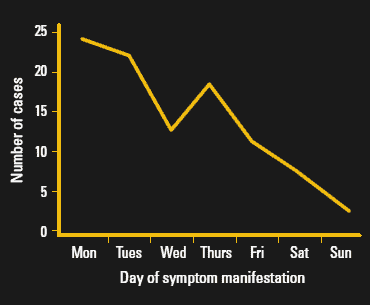 Number of cases
25
20
15
10
5
0
Mon Tues Wed Thurs Fri Sat Sun
Day of symptom manifestation